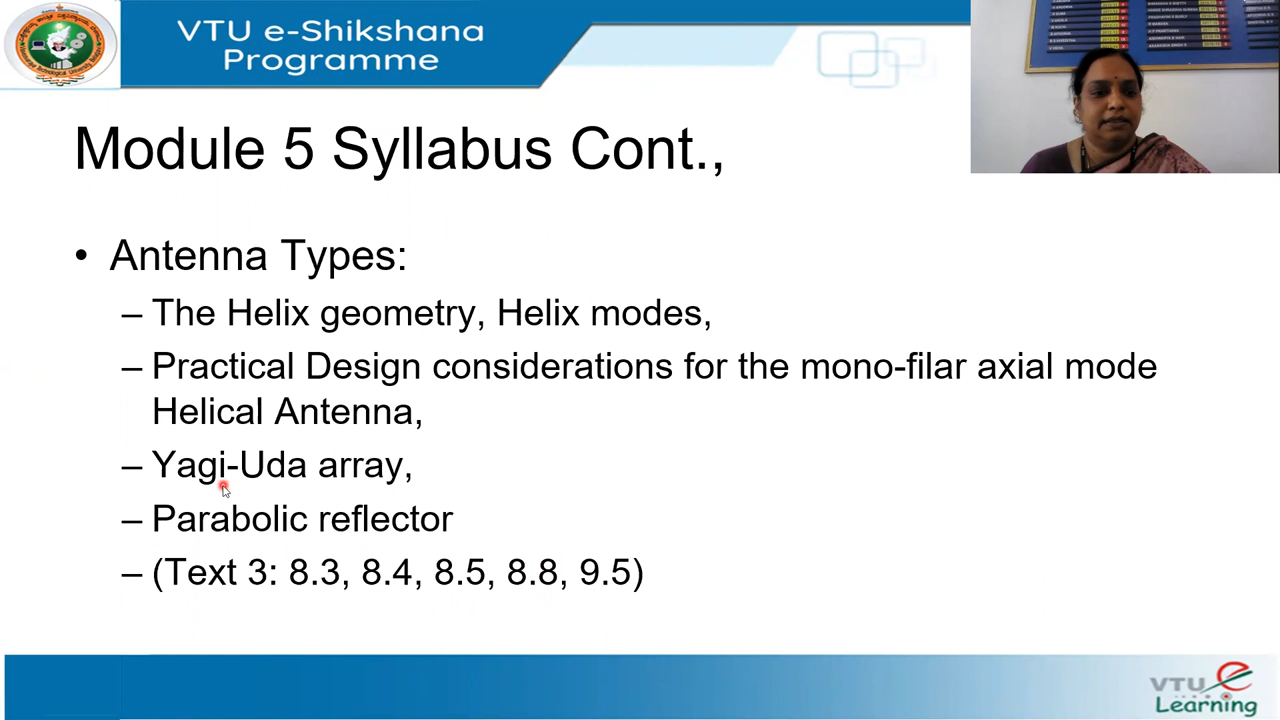 VTU e-Shikshana
Programme
Module 5 Syllabus Cont.,
• Antenna Types:
– The Helix geometry, Helix modes,
– Practical Design considerations for the mono-filar axial mode
Helical Antenna,
– Yagi-Uda array,
– Parabolic reflector
– (Text 3: 8.3, 8.4, 8.5, 8.8, 9.5)
VTU e
Learning